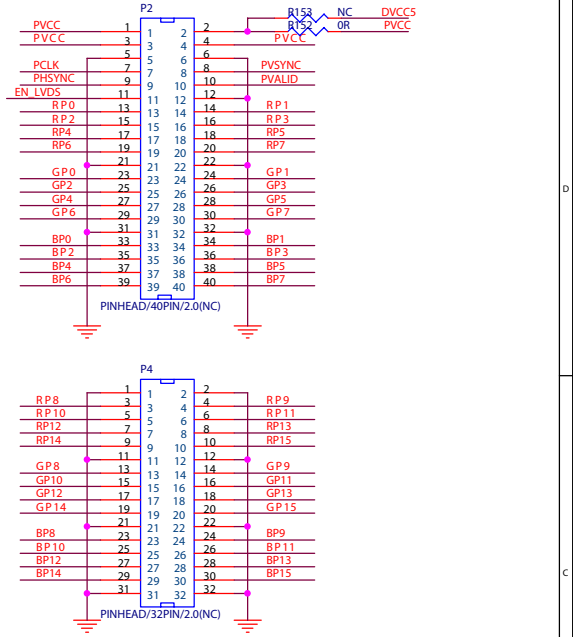 P2
R153 NC DVCC5
R152 0R PVCC
PVCC 1 1 2 2
PVCC 3 3 4 4 PVCC
5 5 6 6
PCLK 7 7 8 8 PVSYNC
PHSYNC 9 9 10 10 PVALID
EN_LVDS 11 11 12 12
RP0 13 13 14 14 RP1
RP2 15 15 16 16 RP3
RP4 17 17 18 18 RP5
RP6 19 19 20 20 RP7
21 21 22 22
GP0 23 23 24 24 GP1
GP2 25 25 26 26 GP3
GP4 27 27 28 28 GP5
GP6 29 29 30 30 GP7
31 31 32 32
BP0 33 33 34 34 BP1
BP2 35 35 36 36 BP3
BP4 37 37 38 38 BP5
BP6 39 39 40 40 BP7
PINHEAD/40PIN/2.0(NC)
D
P4
1 1 2 2
RP8 3 3 4 4 RP9
RP10 5 5 6 6 RP11
RP12 7 7 8 8 RP13
RP14 9 9 10 10 RP15
11 11 12 12
GP8 13 13 14 14 GP9
GP10 15 15 16 16 GP11
GP12 17 17 18 18 GP13
GP14 19 19 20 20 GP15
21 21 22 22
BP8 23 23 24 24 BP9
BP10 25 25 26 26 BP11
BP12 27 27 28 28 BP13
BP14 29 29 30 30 BP15
31 31 32 32
PINHEAD/32PIN/2.0(NC)
C